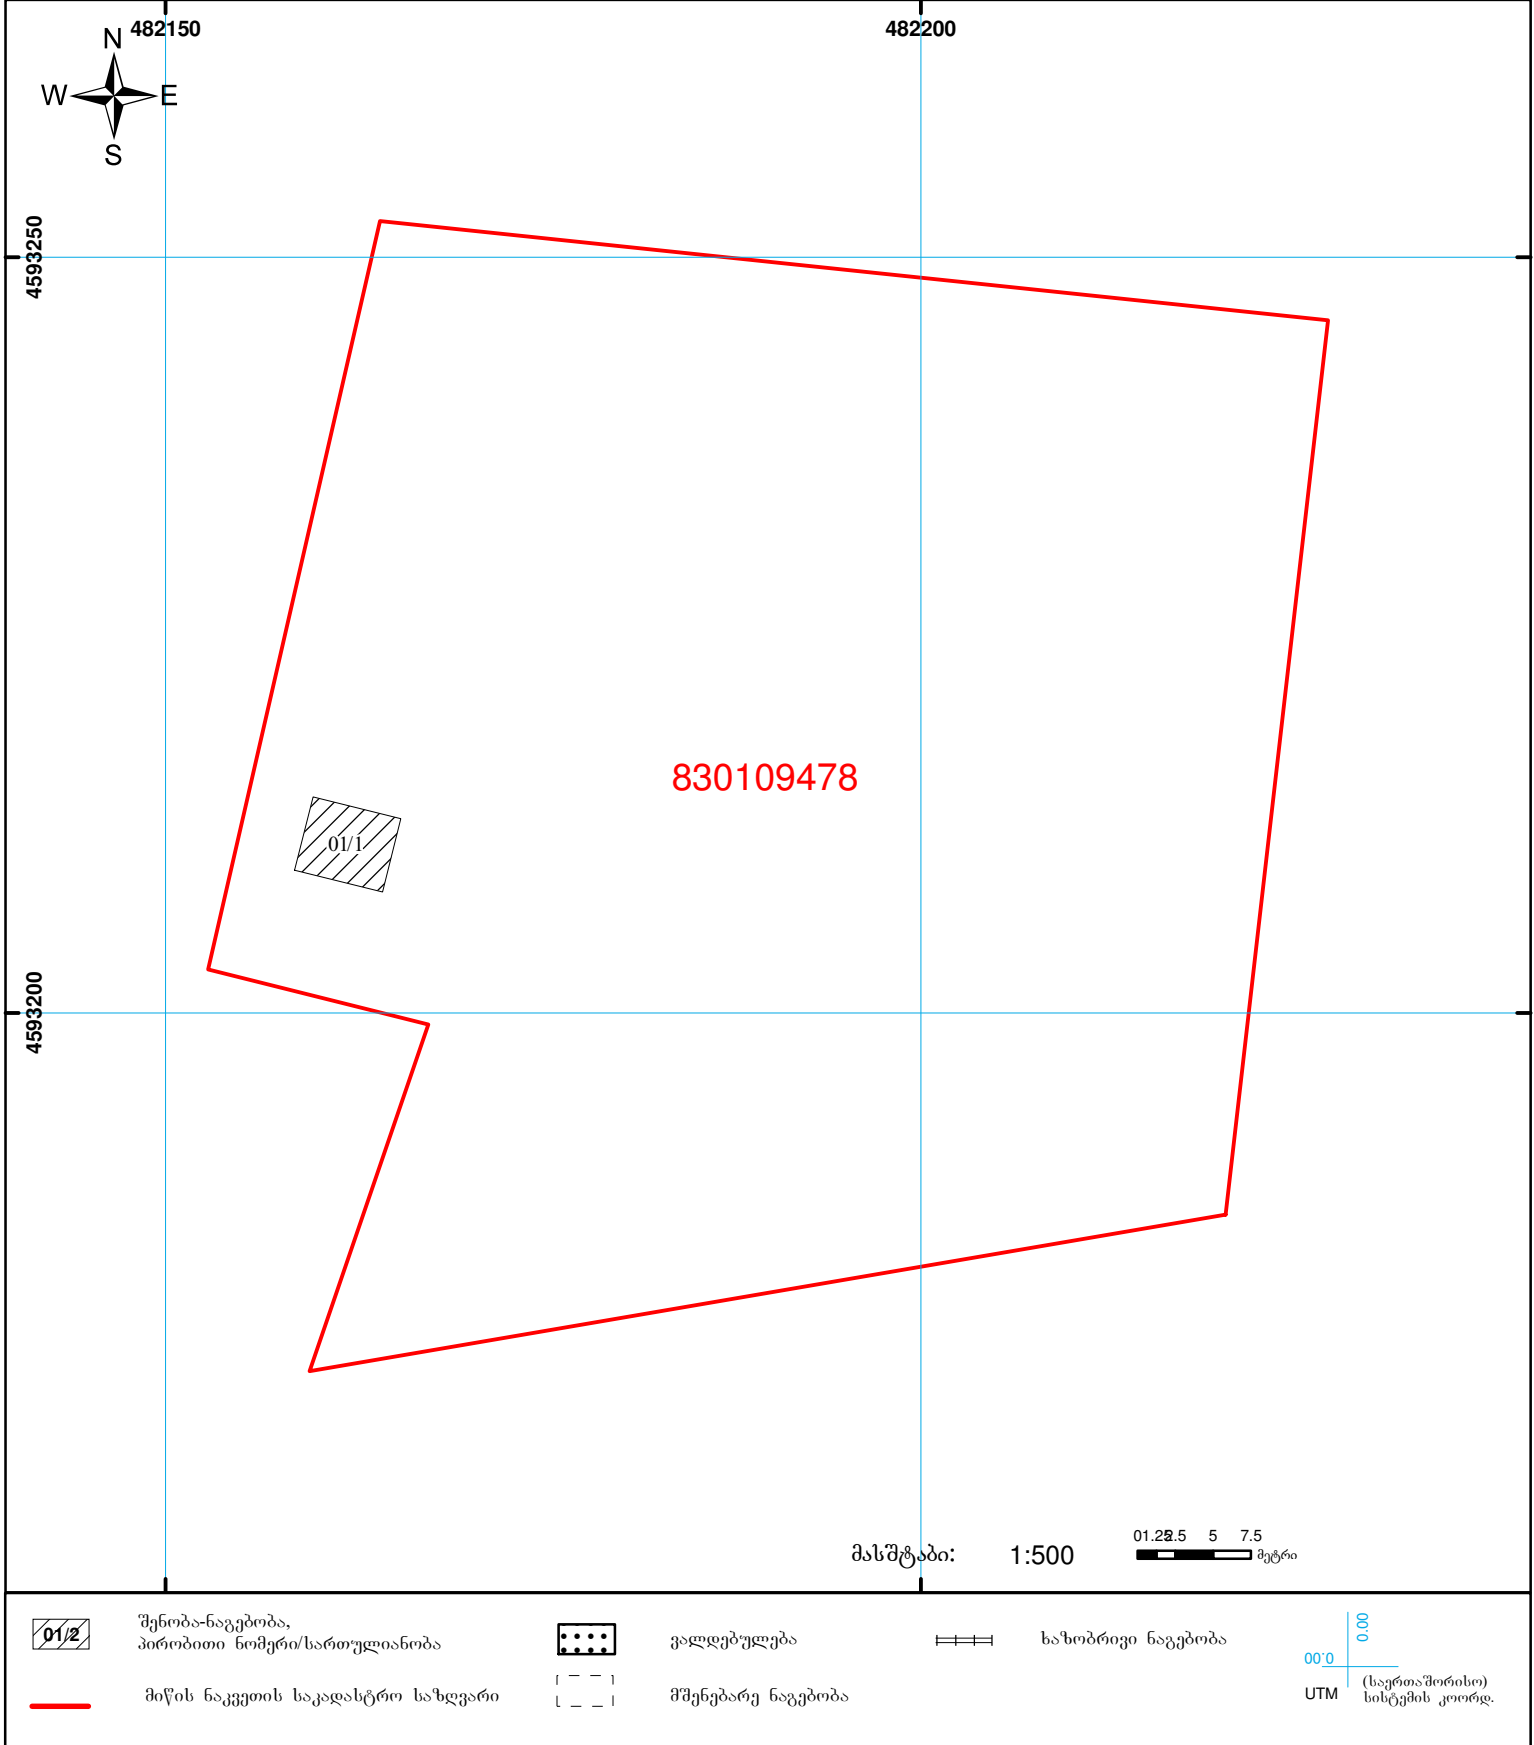 482150
482200
N
W
E
S
4593250
830109478
01/1
4593200
მასშტაბი:
1:500
01.25
2.5
5
7.5
მეტრი
01/2
შენობა-ნაგებობა,
პირობითი ნომერი/სართულიანობა
ვალდებულება
ხაზობრივი ნაგებობა
0.00
0.00
მიწის ნაკვეთის საკადასტრო საზღვარი
მშენებარე ნაგებობა
UTM
(საერთაშორისო)
სისტემის კოორდ.